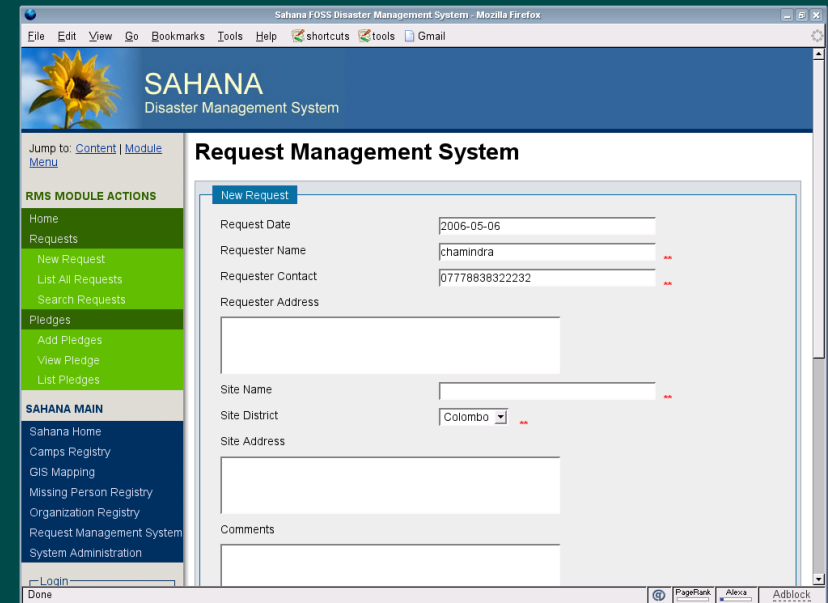 Sahana FOSS Disaster Management System - Mozilla Firefox
File Edit View Go Bookmarks Tools Help shortcuts tools Gmail
SAHANA
Disaster Management System
Jump to: Content | Module
Menu
RMS MODULE ACTIONS
Home
Requests
New Request
List All Requests
Search Requests
Pledges
Add Pledges
View Pledge
List Pledges
SAHANA MAIN
Sahana Home
Camps Registry
GIS Mapping
Missing Person Registry
Organization Registry
Request Management System
System Administration
Login
Request Management System
New Request
Request Date 2006-05-06
Requester Name chamindra **
Requester Contact 07778838322232 **
Requester Address
Site Name **
Site District Colombo **
Site Address
Comments
Done @ PageRank Alexa Adblock